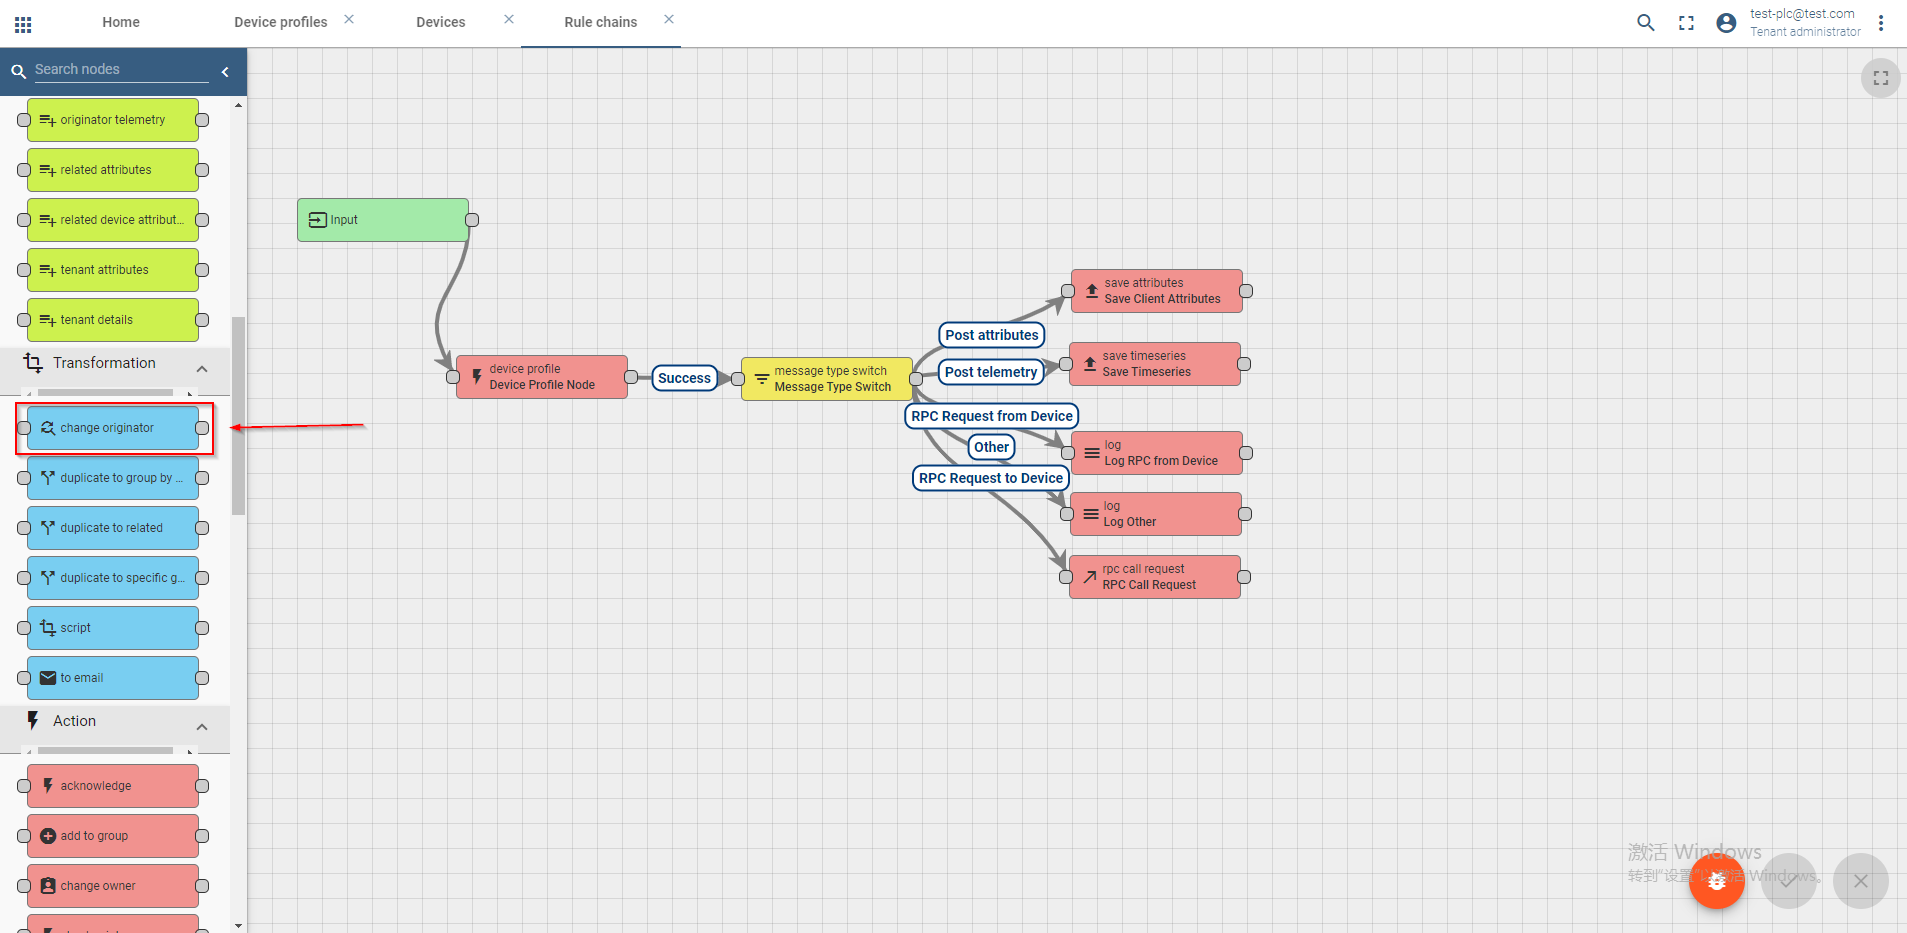 Home
Device profiles
Devices
Rule chains
test-plc@test.com
Tenant administrator
Search nodes
originator telemetry
related attributes
related device attribut...
tenant attributes
tenant details
Transformation
change originator
duplicate to group by ...
duplicate to related
duplicate to specific g...
script
to email
Action
acknowledge
add to group
change owner
Input
device profile
Device Profile Node
Success
message type switch
Message Type Switch
Post attributes
Post telemetry
RPC Request from Device
Other
RPC Request to Device
save attributes
Save Client Attributes
save timeseries
Save Timeseries
log
Log RPC from Device
log
Log Other
rpc call request
RPC Call Request
激活 Windows
转到"设置"以激活 Windows。